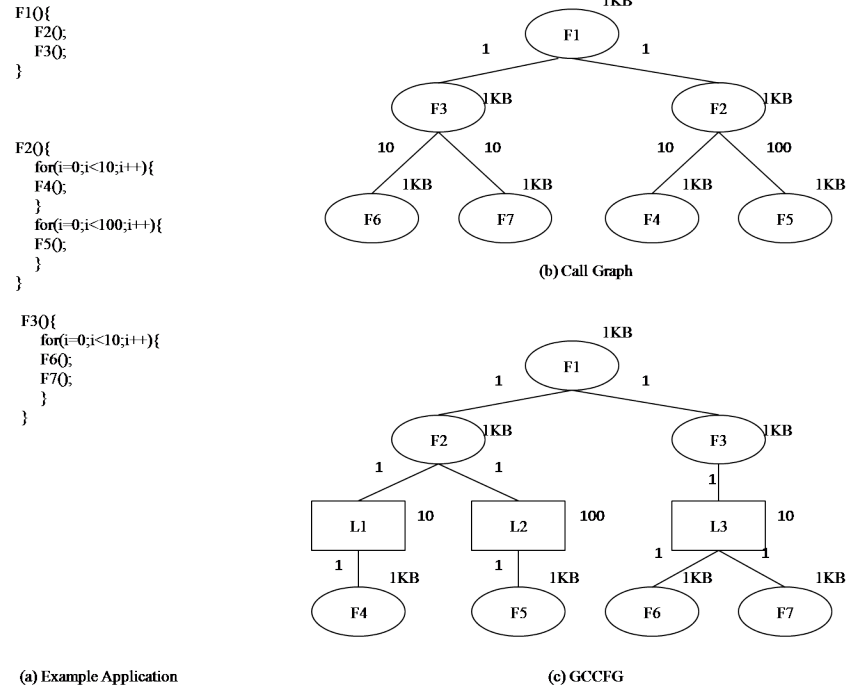 F1(){
F2();
F3();
}
F2(){
for(i=0;i<10;i++){
F4();
}
for(i=0;i<100;i++){
F5();
}
}
F3(){
for(i=0;i<10;i++){
F6();
F7();
}
}
(a) Example Application
1KB
F1
1
1
F3
1KB
F2
1KB
10
10
10
100
1KB
1KB
1KB
1KB
F6
F7
F4
F5
(b) Call Graph
1KB
F1
1
1
F2
1KB
F3
1KB
1
1
1
L1
10
L2
100
L3
10
1
1
1
1
1KB
1KB
1KB
1KB
F4
F5
F6
F7
(c) GCCFG